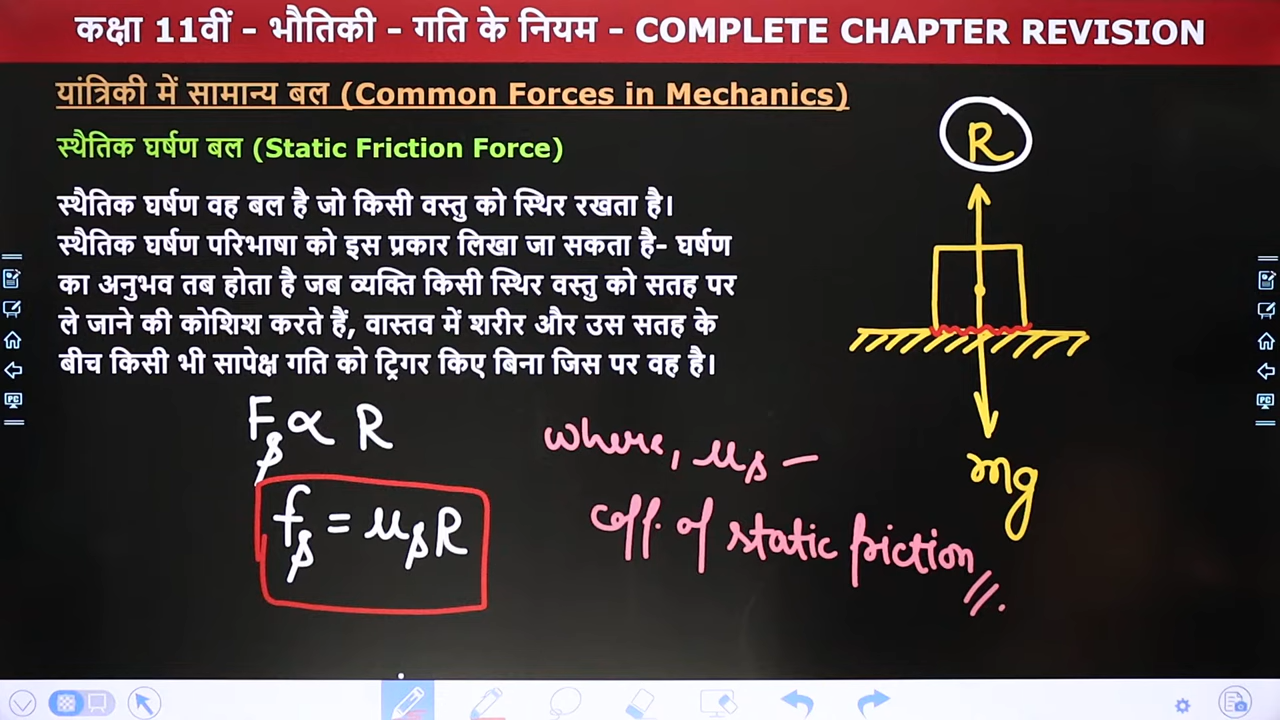 कक्षा 11वीं - भौतिकी - गति के नियम - COMPLETE CHAPTER REVISION
यांत्रिकी में सामान्य बल (Common Forces in Mechanics)
स्थैतिक घर्षण बल (Static Friction Force)
स्थैतिक घर्षण वह बल है जो किसी वस्तु को स्थिर रखता है।
स्थैतिक घर्षण परिभाषा को इस प्रकार लिखा जा सकता है- घर्षण
का अनुभव तब होता है जब व्यक्ति किसी स्थिर वस्तु को सतह पर
ले जाने की कोशिश करते हैं, वास्तव में शरीर और उस सतह के
बीच किसी भी सापेक्ष गति को ट्रिगर किए बिना जिस पर वह है।
R
mg
Fs ∝ R
fs = μsR
where, μs –
coff. of static friction //.
PC
PC